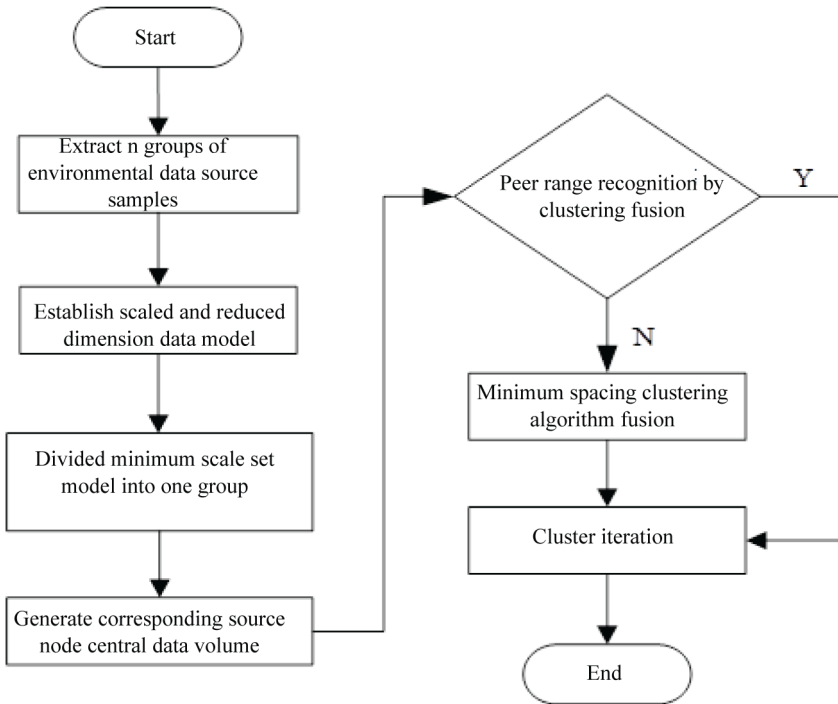 Start
Extract n groups of
environmental data source
samples
Establish scaled and reduced
dimension data model
Divided minimum scale set
model into one group
Generate corresponding source
node central data volume
Peer range recognition by
clustering fusion
Y
N
Minimum spacing clustering
algorithm fusion
Cluster iteration
End